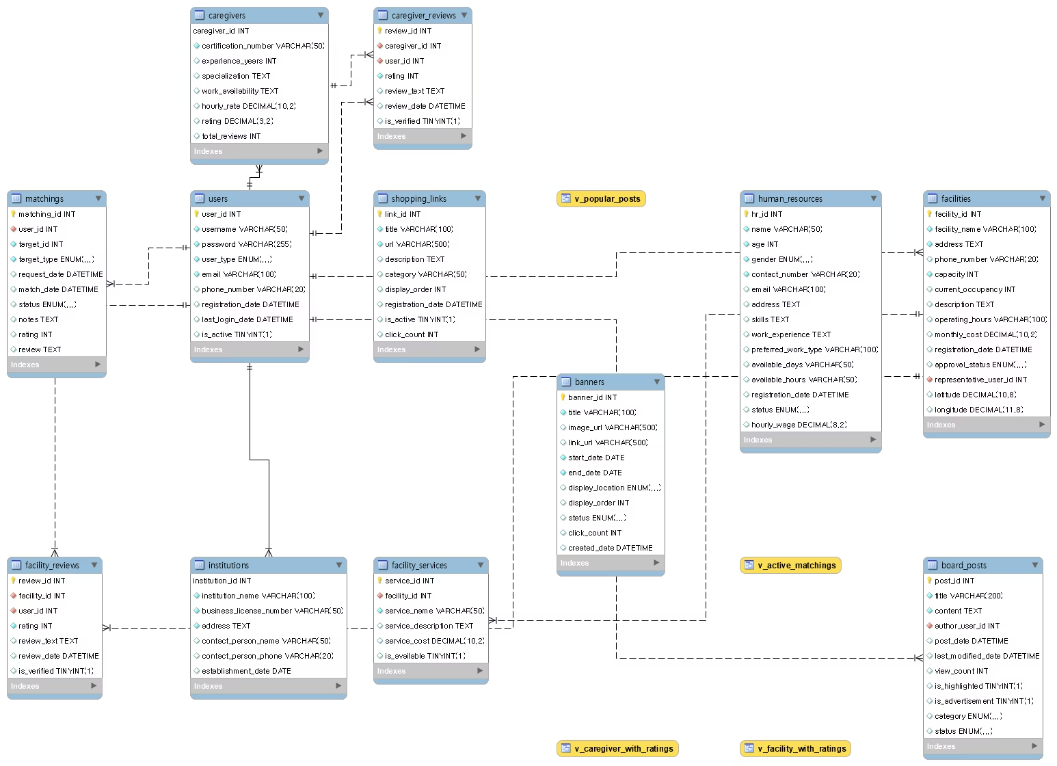 caregivers
caregiver_id INT
certification_number VARCHAR(50)
experience_years INT
specialization TEXT
work_availability TEXT
hourly_rate DECIMAL(10,2)
rating DECIMAL(3,2)
total_reviews INT
Indexes
caregiver_reviews
review_id INT
caregiver_id INT
user_id INT
rating INT
review_text TEXT
review_date DATETIME
is_verified TINYINT(1)
Indexes
matchings
matching_id INT
user_id INT
target_id INT
target_type ENUM(...)
request_date DATETIME
match_date DATETIME
status ENUM(...)
notes TEXT
rating INT
review TEXT
Indexes
users
user_id INT
username VARCHAR(50)
password VARCHAR(255)
user_type ENUM(...)
email VARCHAR(100)
phone_number VARCHAR(20)
registration_date DATETIME
last_login_date DATETIME
is_active TINYINT(1)
Indexes
shopping_links
link_id INT
title VARCHAR(100)
url VARCHAR(500)
description TEXT
category VARCHAR(50)
display_order INT
registration_date DATETIME
is_active TINYINT(1)
click_count INT
Indexes
v_popular_posts
human_resources
hr_id INT
name VARCHAR(50)
age INT
gender ENUM(...)
contact_number VARCHAR(20)
email VARCHAR(100)
address TEXT
skills TEXT
work_experience TEXT
preferred_work_type VARCHAR(100)
available_days VARCHAR(50)
available_hours VARCHAR(50)
registration_date DATETIME
status ENUM(...)
hourly_wage DECIMAL(8,2)
Indexes
facilities
facility_id INT
facility_name VARCHAR(100)
address TEXT
phone_number VARCHAR(20)
capacity INT
current_occupancy INT
description TEXT
operating_hours VARCHAR(100)
monthly_cost DECIMAL(10,2)
registration_date DATETIME
approval_status ENUM(...)
representative_user_id INT
latitude DECIMAL(10,8)
longitude DECIMAL(11,8)
Indexes
banners
banner_id INT
title VARCHAR(100)
image_url VARCHAR(500)
link_url VARCHAR(500)
start_date DATE
end_date DATE
display_location ENUM(...)
display_order INT
status ENUM(...)
click_count INT
created_date DATETIME
Indexes
facility_reviews
review_id INT
facility_id INT
user_id INT
rating INT
review_text TEXT
review_date DATETIME
is_verified TINYINT(1)
Indexes
institutions
institution_id INT
institution_name VARCHAR(100)
business_license_number VARCHAR(50)
address TEXT
contact_person_name VARCHAR(50)
contact_person_phone VARCHAR(20)
establishment_date DATE
Indexes
facility_services
service_id INT
facility_id INT
service_name VARCHAR(50)
service_description TEXT
service_cost DECIMAL(10,2)
is_available TINYINT(1)
Indexes
v_active_matchings
board_posts
post_id INT
title VARCHAR(200)
content TEXT
author_user_id INT
post_date DATETIME
last_modified_date DATETIME
view_count INT
is_highlighted TINYINT(1)
is_advertisement TINYINT(1)
category ENUM(...)
status ENUM(...)
Indexes
v_caregiver_with_ratings
v_facility_with_ratings